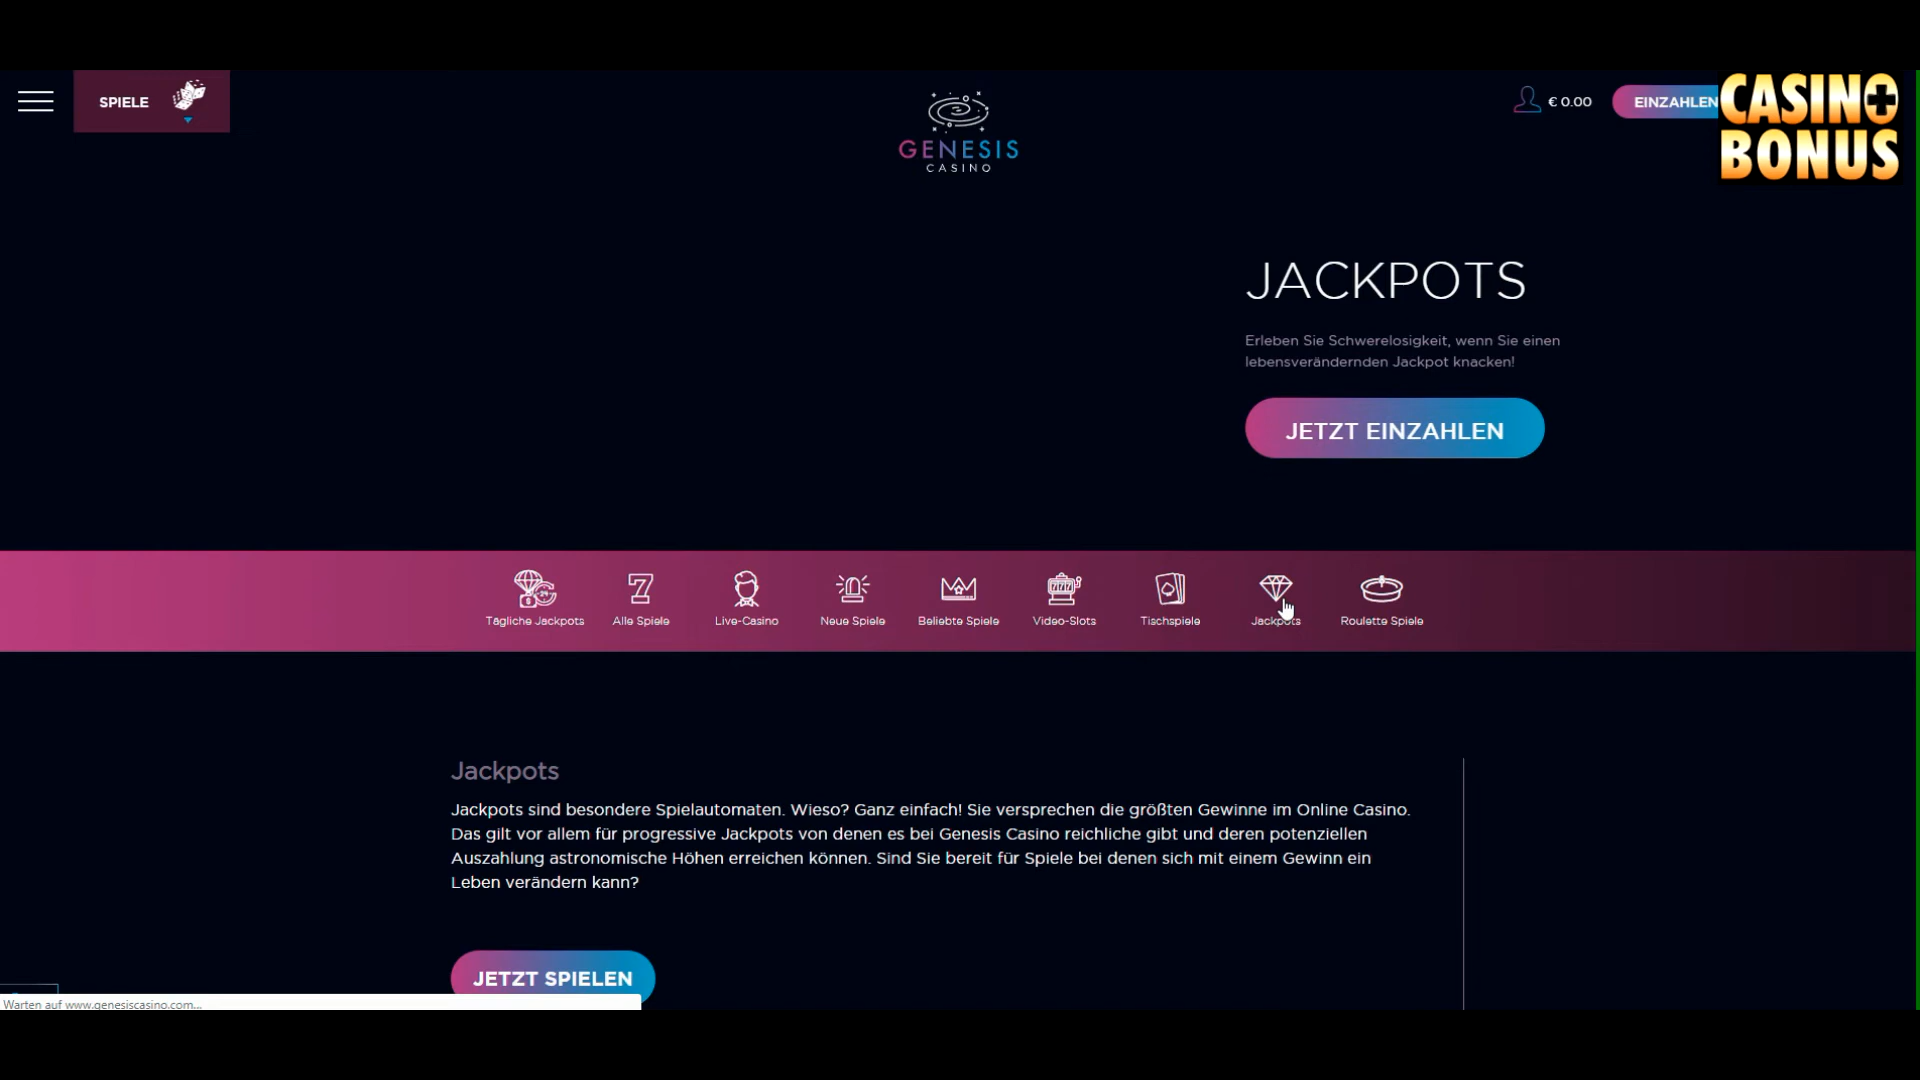 SPIELE
GENESIS
CASINO
€ 0.00
EINZAHLEN
CASINO
BONUS
JACKPOTS
Erleben Sie Schwerelosigkeit, wenn Sie einen
lebensverändernden Jackpot knacken!
JETZT EINZAHLEN
Tägliche Jackpots
Alle Spiele
Live-Casino
Neue Spiele
Beliebte Spiele
Video-Slots
Tischspiele
Jackpots
Roulette Spiele
Jackpots
Jackpots sind besondere Spielautomaten. Wieso? Ganz einfach! Sie versprechen die größten Gewinne im Online Casino.
Das gilt vor allem für progressive Jackpots von denen es bei Genesis Casino reichliche gibt und deren potenziellen
Auszahlung astronomische Höhen erreichen können. Sind Sie bereit für Spiele bei denen sich mit einem Gewinn ein
Leben verändern kann?
JETZT SPIELEN
Warten auf www.genesiscasino.com...